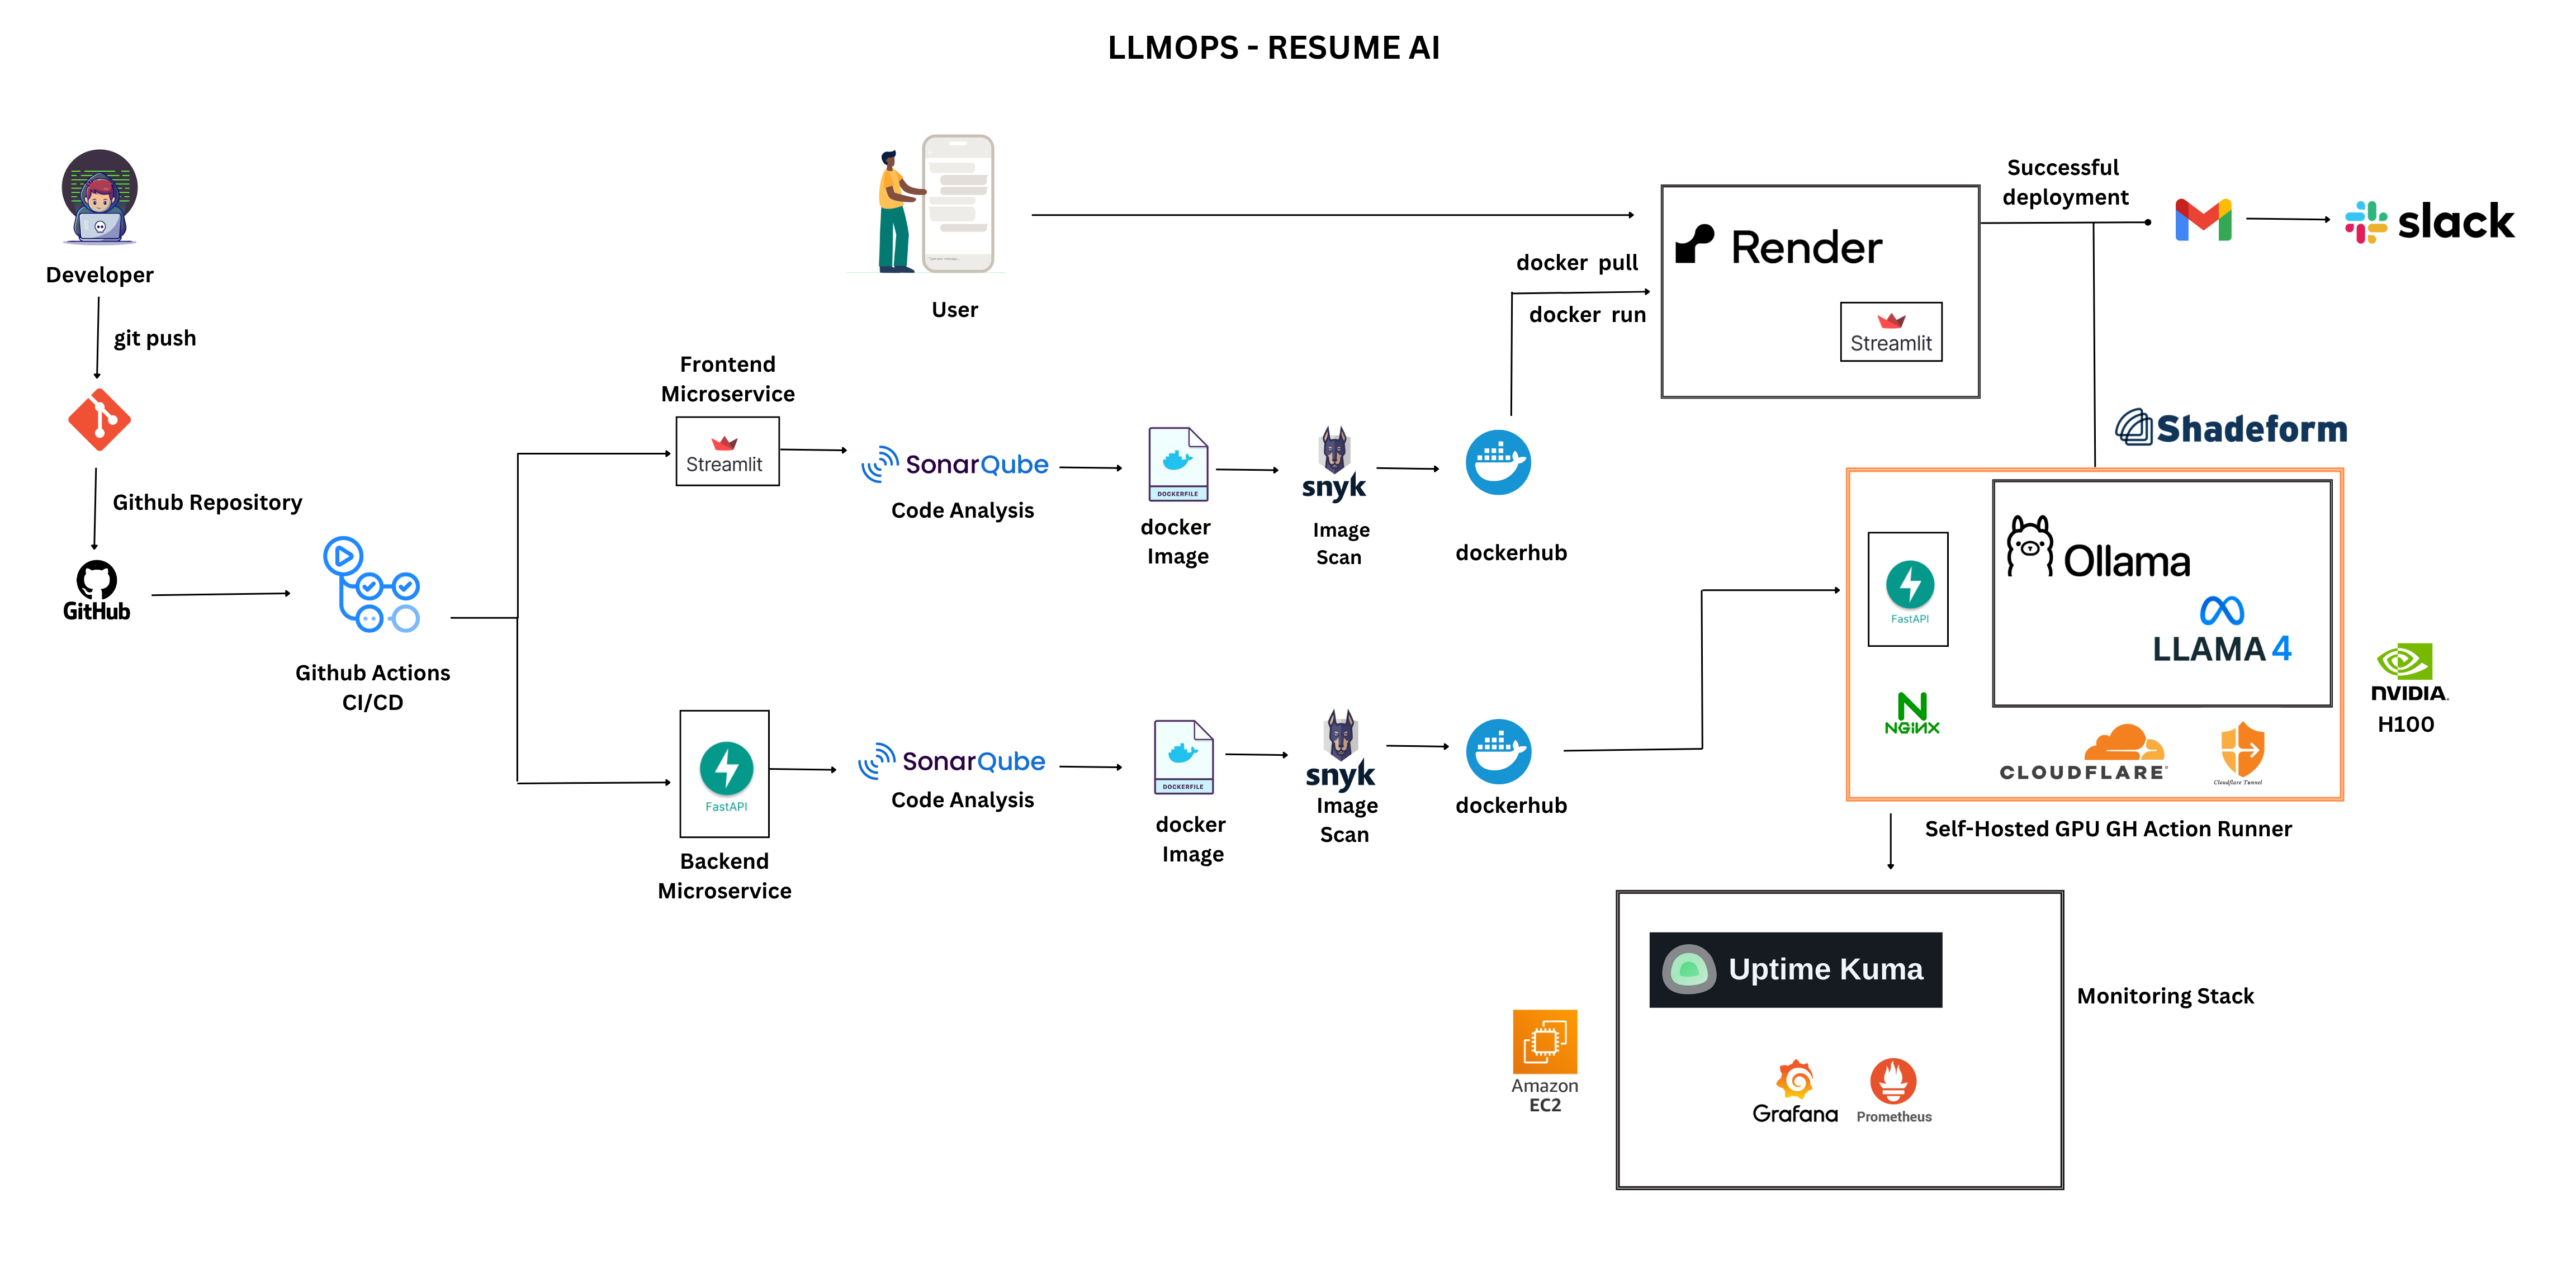 LLMOPS - RESUME AI
Developer
git push
Github Repository
GitHub
Github Actions
CI/CD
User
Frontend
Microservice
Streamlit
SonarQube
Code Analysis
DOCKERFILE
docker
Image
snyk
Image
Scan
dockerhub
docker pull
docker run
Render
Streamlit
Successful
deployment
slack
Backend
Microservice
FastAPI
SonarQube
Code Analysis
DOCKERFILE
docker
Image
snyk
Image
Scan
dockerhub
Shadeform
FastAPI
NGINX
Ollama
LLAMA 4
CLOUDFLARE
Cloudflare Tunnel
NVIDIA.
H100
Self-Hosted GPU GH Action Runner
Uptime Kuma
Grafana
Prometheus
Monitoring Stack
Amazon
EC2